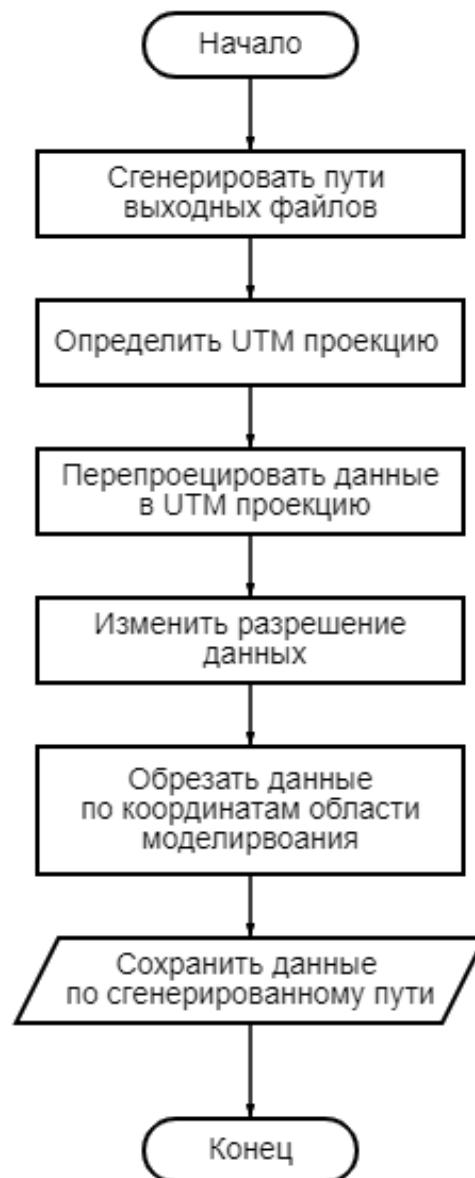 Начало
Сгенерировать пути
выходных файлов
Определить UTM проекцию
Перепроецировать данные
в UTM проекцию
Изменить разрешение
данных
Обрезать данные
по координатам области
моделирвоания
Сохранить данные
по сгенерированному пути
Конец